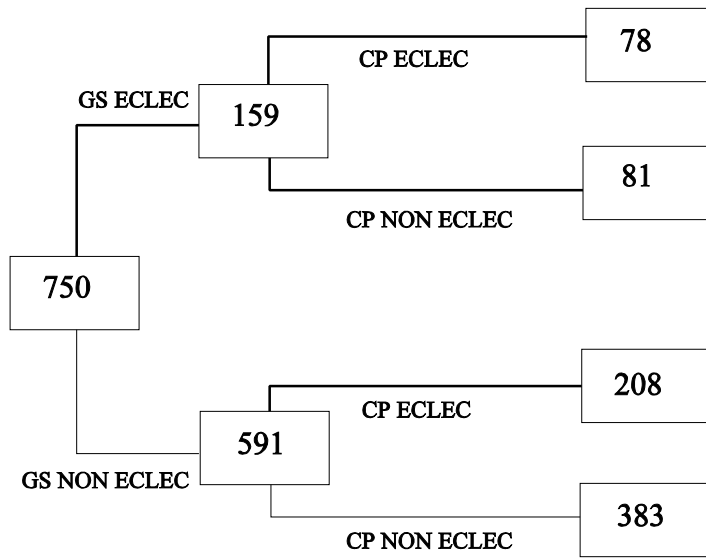 78
CP ECLEC
GS ECLEC
159
81
CP NON ECLEC
750
208
CP ECLEC
591
GS NON ECLEC
383
CP NON ECLEC